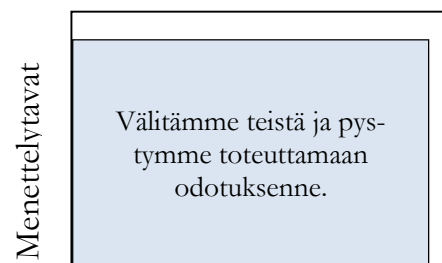 Menettelytavat
Välitämme teistä ja pys-
tymme toteuttamaan
odotuksenne.